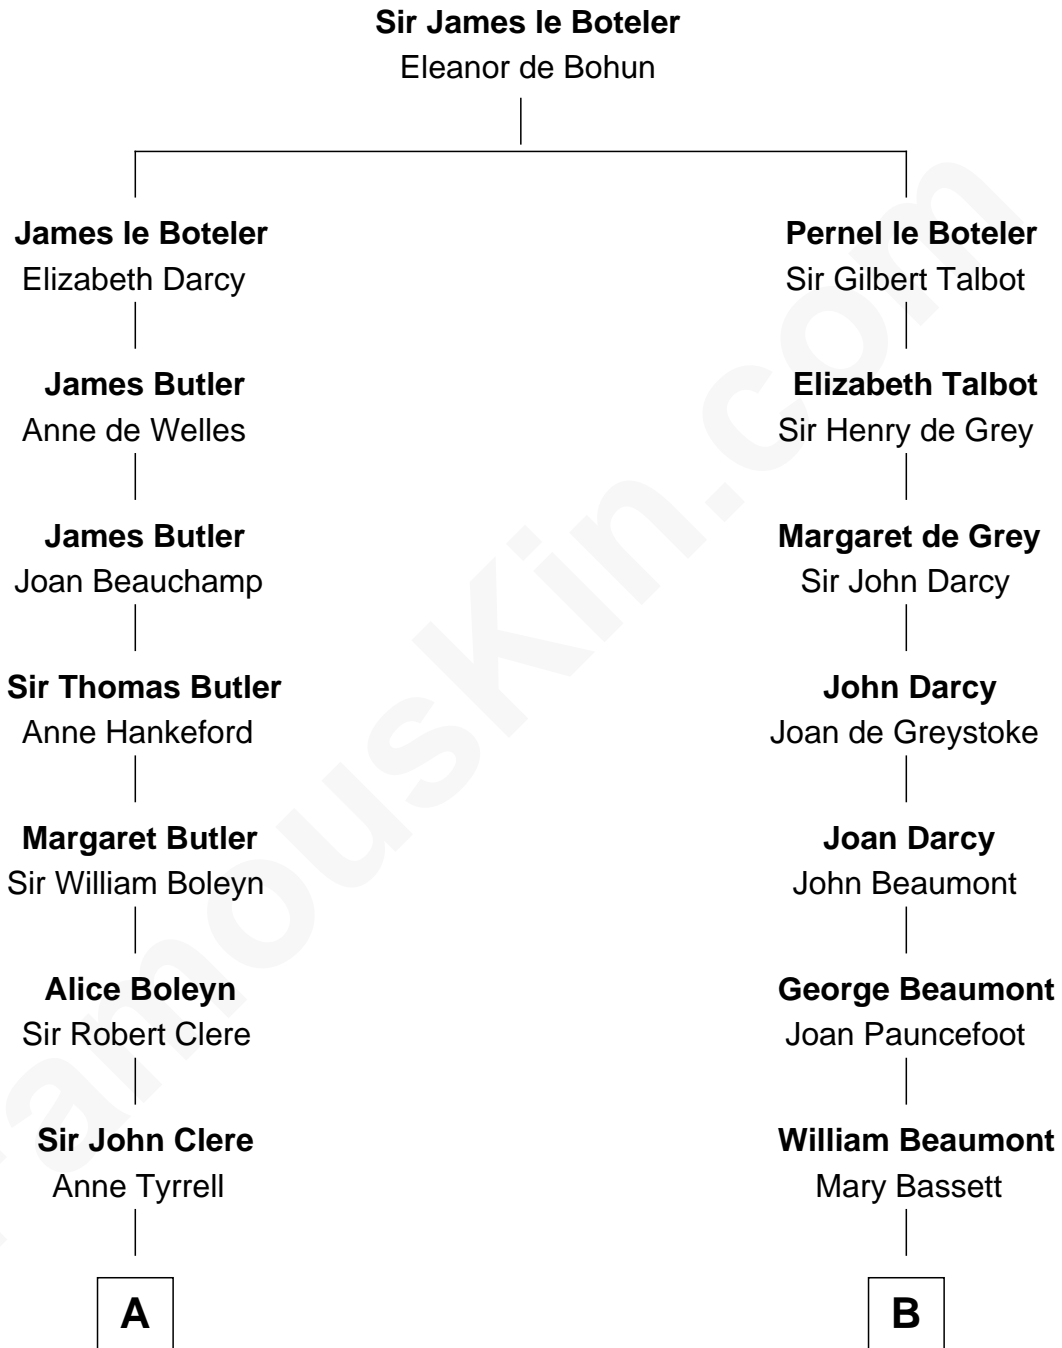 Sir James le Boteler
Eleanor de Bohun
James le Boteler
Elizabeth Darcy
Pernel le Boteler
Sir Gilbert Talbot
James Butler
Anne de Welles
Elizabeth Talbot
Sir Henry de Grey
James Butler
Joan Beauchamp
Margaret de Grey
Sir John Darcy
Sir Thomas Butler
Anne Hankeford
John Darcy
Joan de Greystoke
Margaret Butler
Sir William Boleyn
Joan Darcy
John Beaumont
Alice Boleyn
Sir Robert Clere
George Beaumont
Joan Pauncefoot
Sir John Clere
Anne Tyrrell
William Beaumont
Mary Bassett
A
B
FamousKin.com